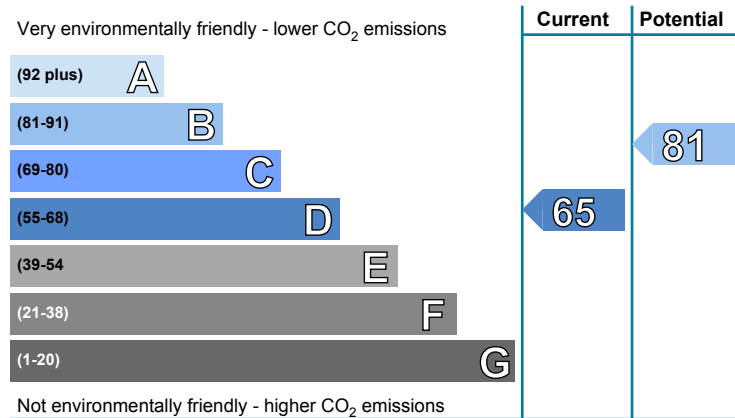 Current Potential
Very environmentally friendly - lower CO₂ emissions
(92 plus) A
(81-91) B
81
(69-80) C
(55-68) D
65
(39-54 E
(21-38) F
(1-20) G
Not environmentally friendly - higher CO₂ emissions